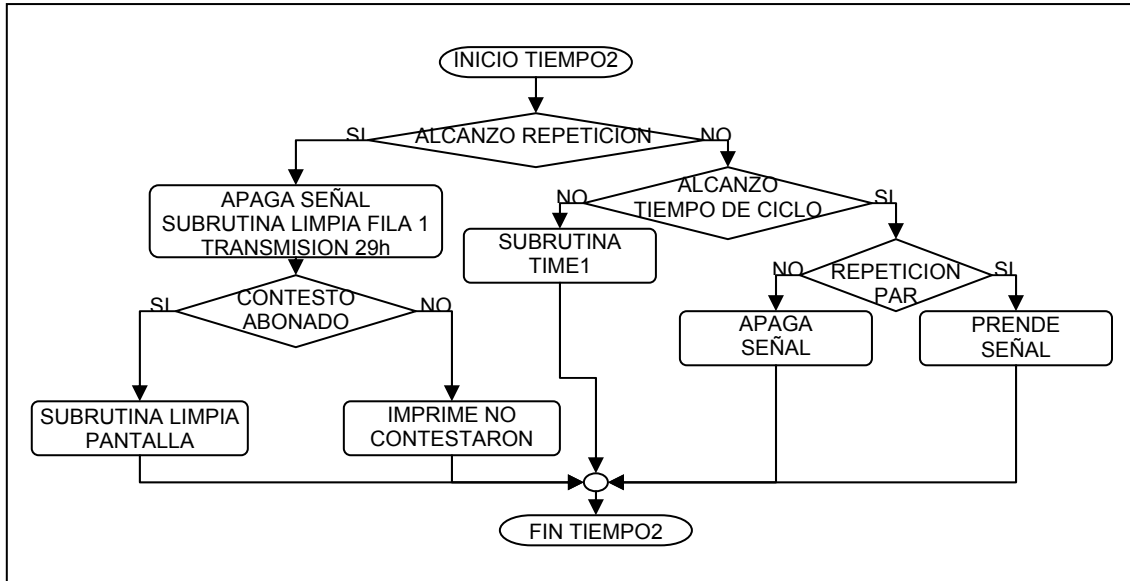 INICIO TIEMPO2
SI
ALCANZO REPETICION
NO
APAGA SEÑAL
SUBRUTINA LIMPIA FILA 1
TRANSMISION 29h
NO
ALCANZO
TIEMPO DE CICLO
SI
SUBRUTINA
TIME1
NO
REPETICION
PAR
SI
SI
CONTESTO
ABONADO
NO
APAGA
SEÑAL
PRENDE
SEÑAL
SUBRUTINA LIMPIA
PANTALLA
IMPRIME NO
CONTESTARON
FIN TIEMPO2